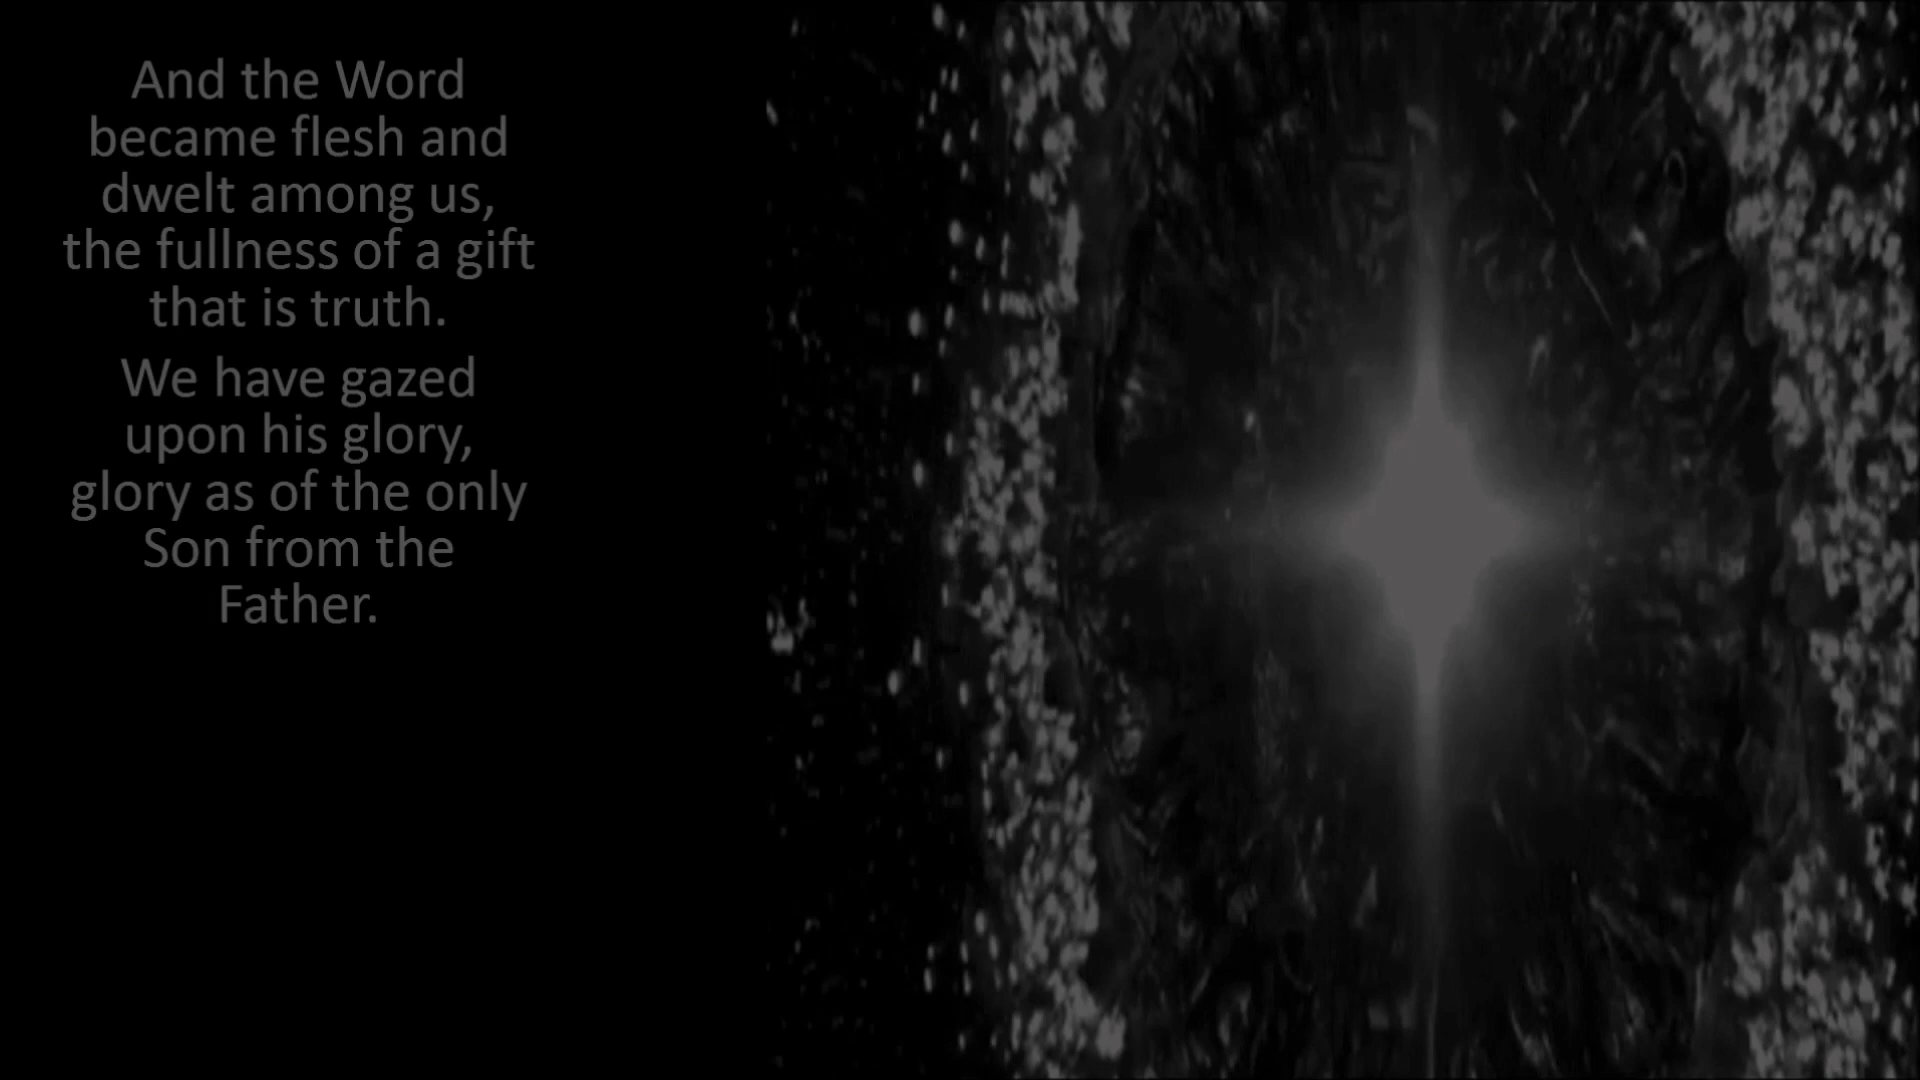 And the Word
became flesh and
dwelt among us,
the fullness of a gift
that is truth.
We have gazed
upon his glory,
glory as of the only
Son from the
Father.